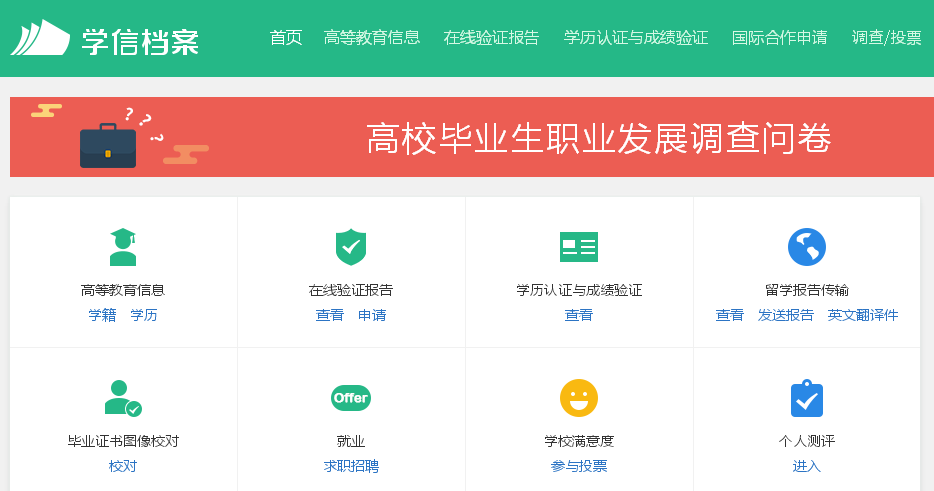 学信档案
首页 高等教育信息 在线验证报告 学历认证与成绩验证 国际合作申请 调查/投票
? ? ?
高校毕业生职业发展调查问卷
高等教育信息 在线验证报告 学历认证与成绩验证 留学报告传输
学籍 学历 查看 申请 查看 查看 发送报告 英文翻译件
Offer
毕业证书图像校对 就业 学校满意度 个人测评
校对 求职招聘 参与投票 进入